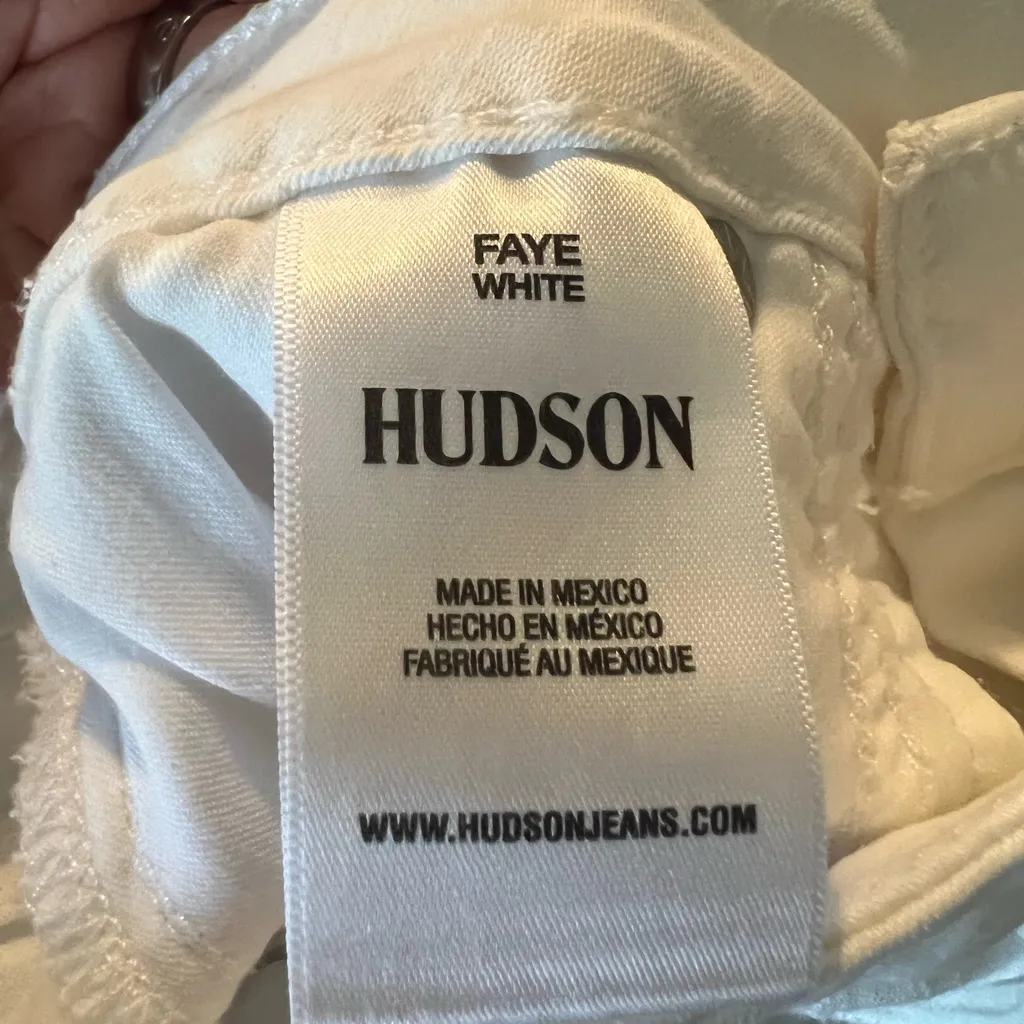 FAYE
WHITE
HUDSON
MADE IN MEXICO
HECHO EN MÉXICO
FABRIQUÉ AU MEXIQUE
WWW.HUDSONJEANS.COM